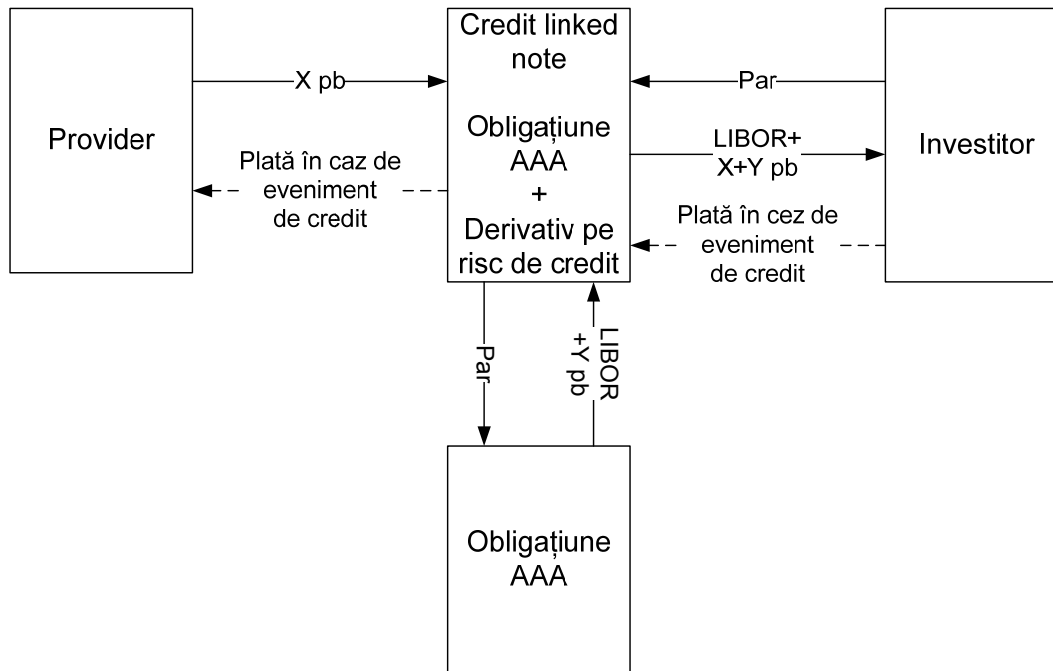 Provider
X pb
Plată în caz de
eveniment
de credit
Credit linked
note
Obligațiune
AAA
+
Derivativ pe
risc de credit
Par
LIBOR+
X+Y pb
Plată în cez de
eveniment
de credit
Investitor
Par
LIBOR
+Y pb
Obligațiune
AAA